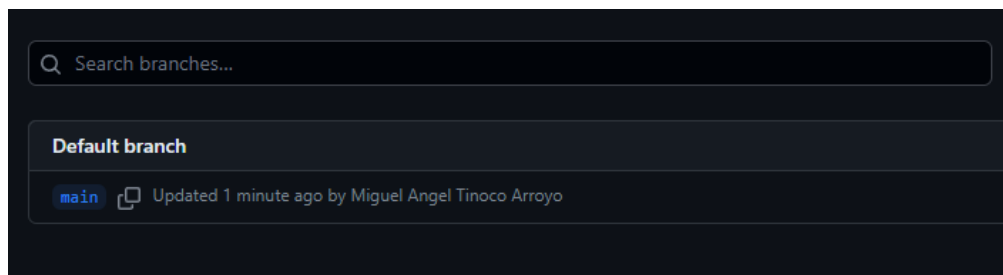 Search branches...
Default branch
main Updated 1 minute ago by Miguel Angel Tinoco Arroyo